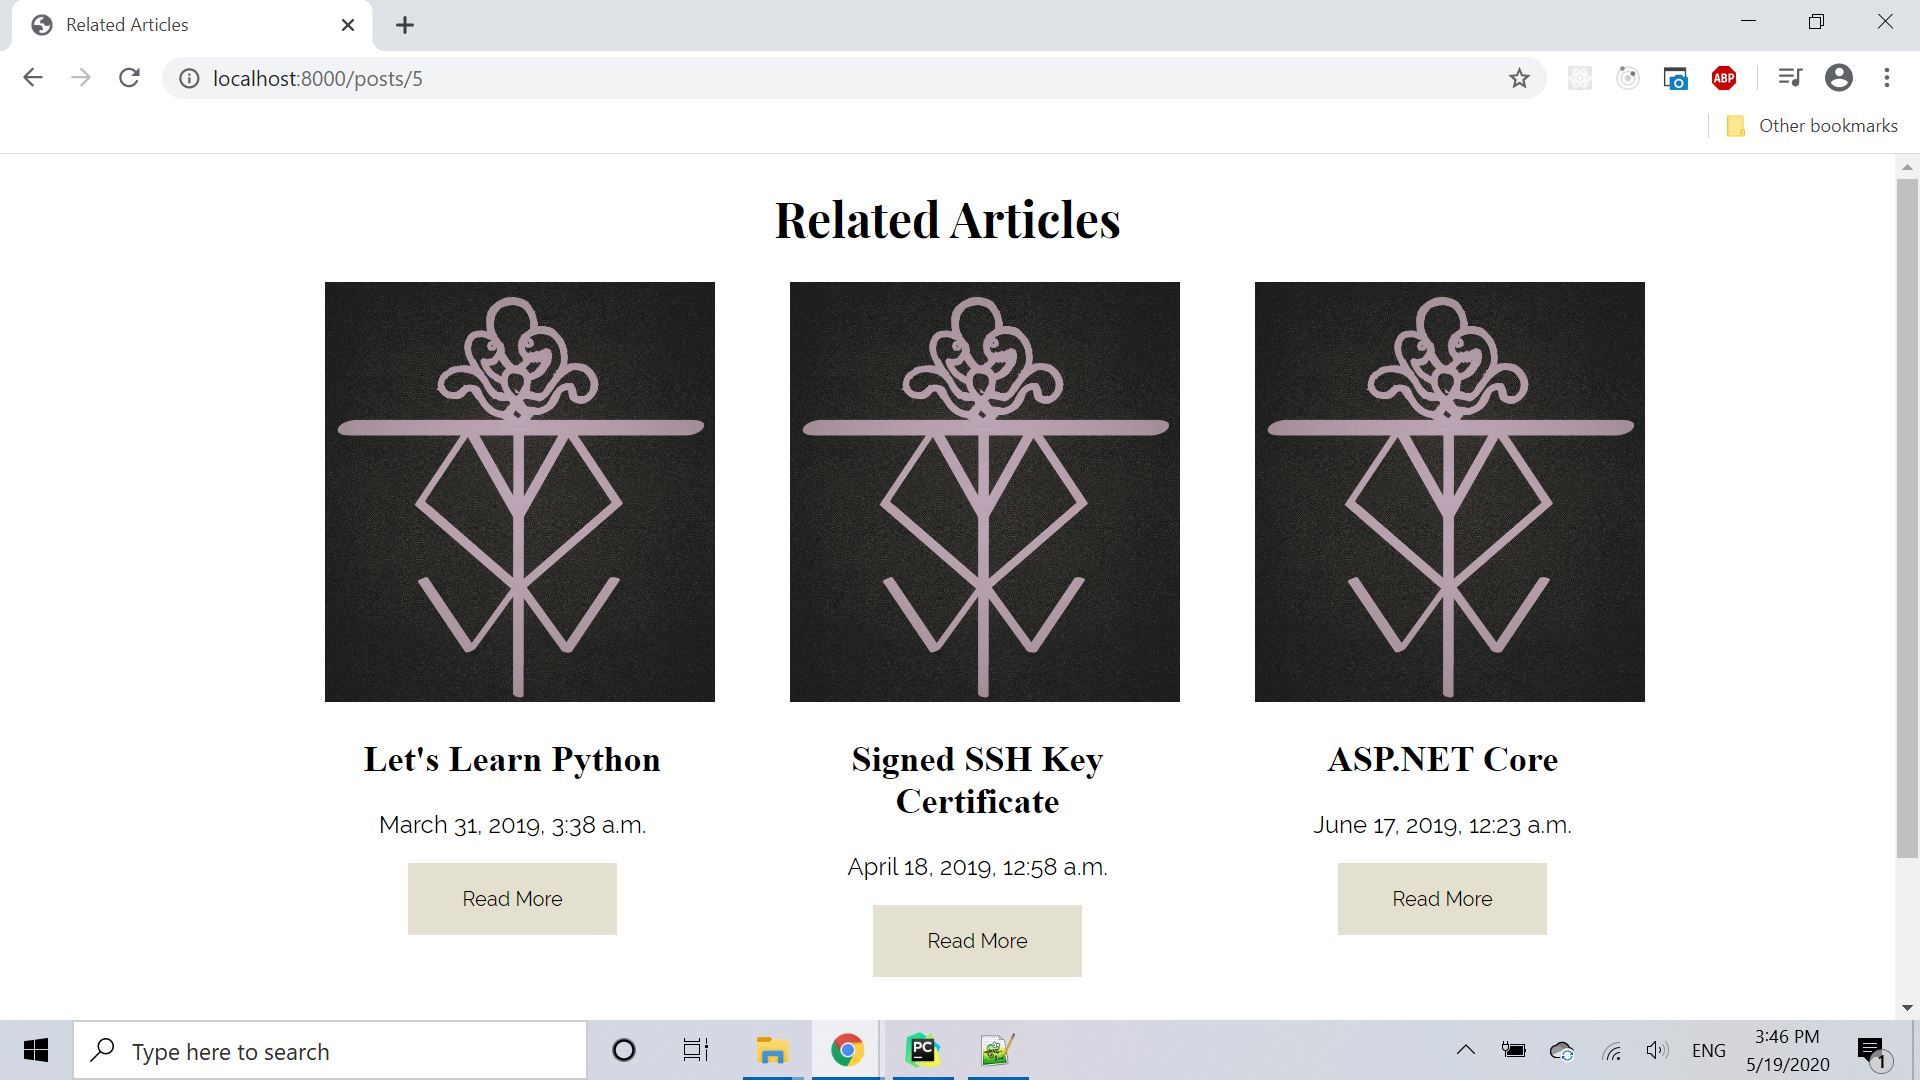 Related Articles
localhost:8000/posts/5
ABP
Other bookmarks
Related Articles
Let's Learn Python
March 31, 2019, 3:38 a.m.
Read More
Signed SSH Key
Certificate
April 18, 2019, 12:58 a.m.
Read More
ASP.NET Core
June 17, 2019, 12:23 a.m.
Read More
Type here to search
PC
ENG
3:46 PM
5/19/2020
1